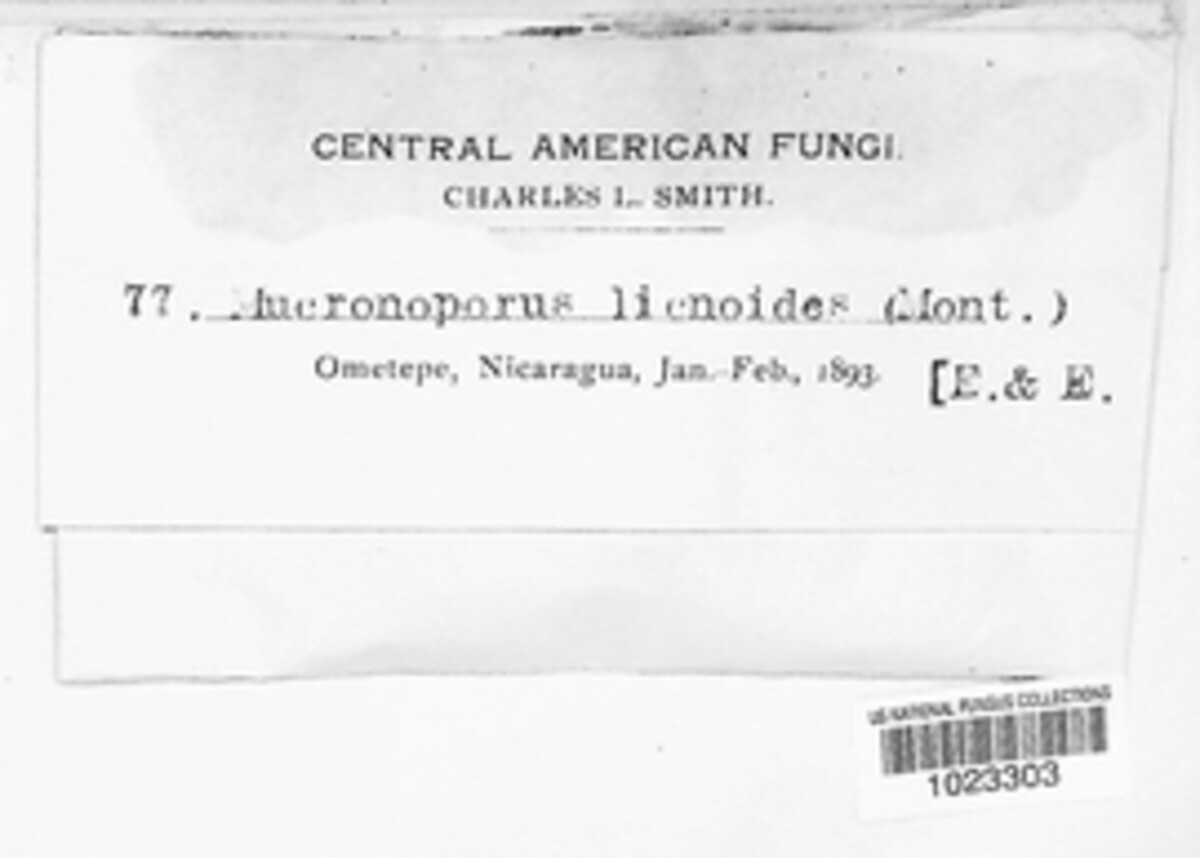 CENTRAL AMERICAN FUNGI.
CHARLES L. SMITH.
77. Mucronoporus licnoides (Mont.)
Ometepe, Nicaragua, Jan.-Feb., 1893. [E.& E.
US NATIONAL FUNGUS COLLECTIONS
1023303